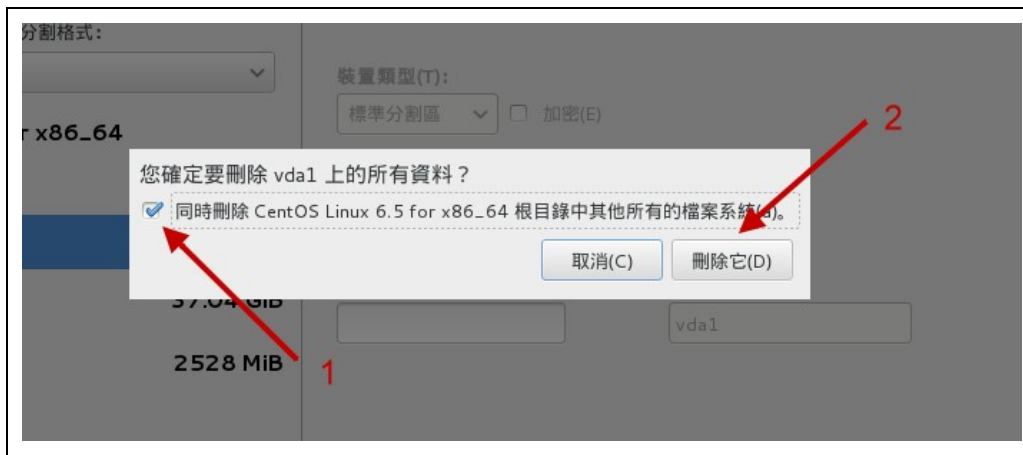 分割格式:
裝置類型(T):
標準分割區 加密(E)
r x86_64
2
您確定要刪除 vda1 上的所有資料？
同時刪除 CentOS Linux 6.5 for x86_64 根目錄中其他所有的檔案系統(a)。
取消(C) 刪除它(D)
37.04 GiB
vda1
2528 MiB
1